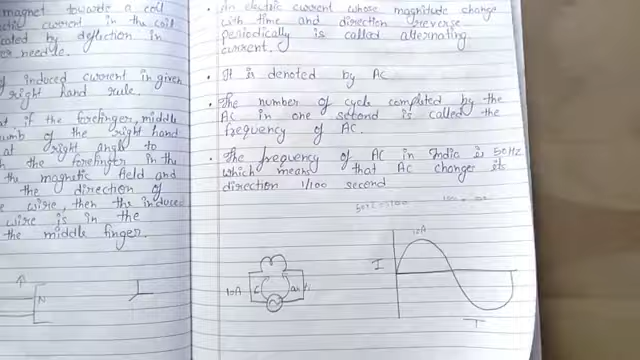 magnet towards a coil
current in the coil
by deflection in
needle.
induced current in given
right hand rule.
if the forefinger, middle
of the right hand
at right angle to
the forefinger in the
the magnetic field and
the direction of
wire, then the induced
wire is in the
the middle finger.
N
• An electric current whose magnitude change
with time and direction reverse
periodically is called alternating
current.
• It is denoted by AC
• The number of cycle completed by the
AC in one second is called the
frequency of AC.
• The frequency of AC in India is 50Hz
which means that AC changes its
direction 1/100 second
10A
I
10A
T